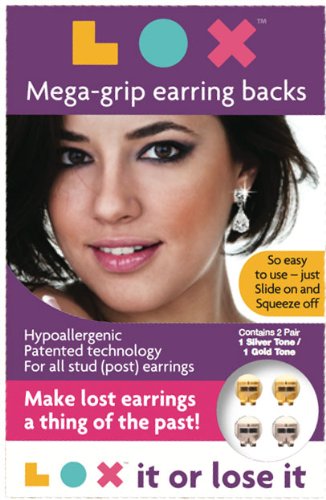 LOX™
Mega-grip earring backs
So easy
to use – just
Slide on and
Squeeze off
Hypoallergenic
Patented technology
For all stud (post) earrings
Contains 2 Pair
1 Silver Tone /
1 Gold Tone
Make lost earrings
a thing of the past!
LOX™ it or lose it